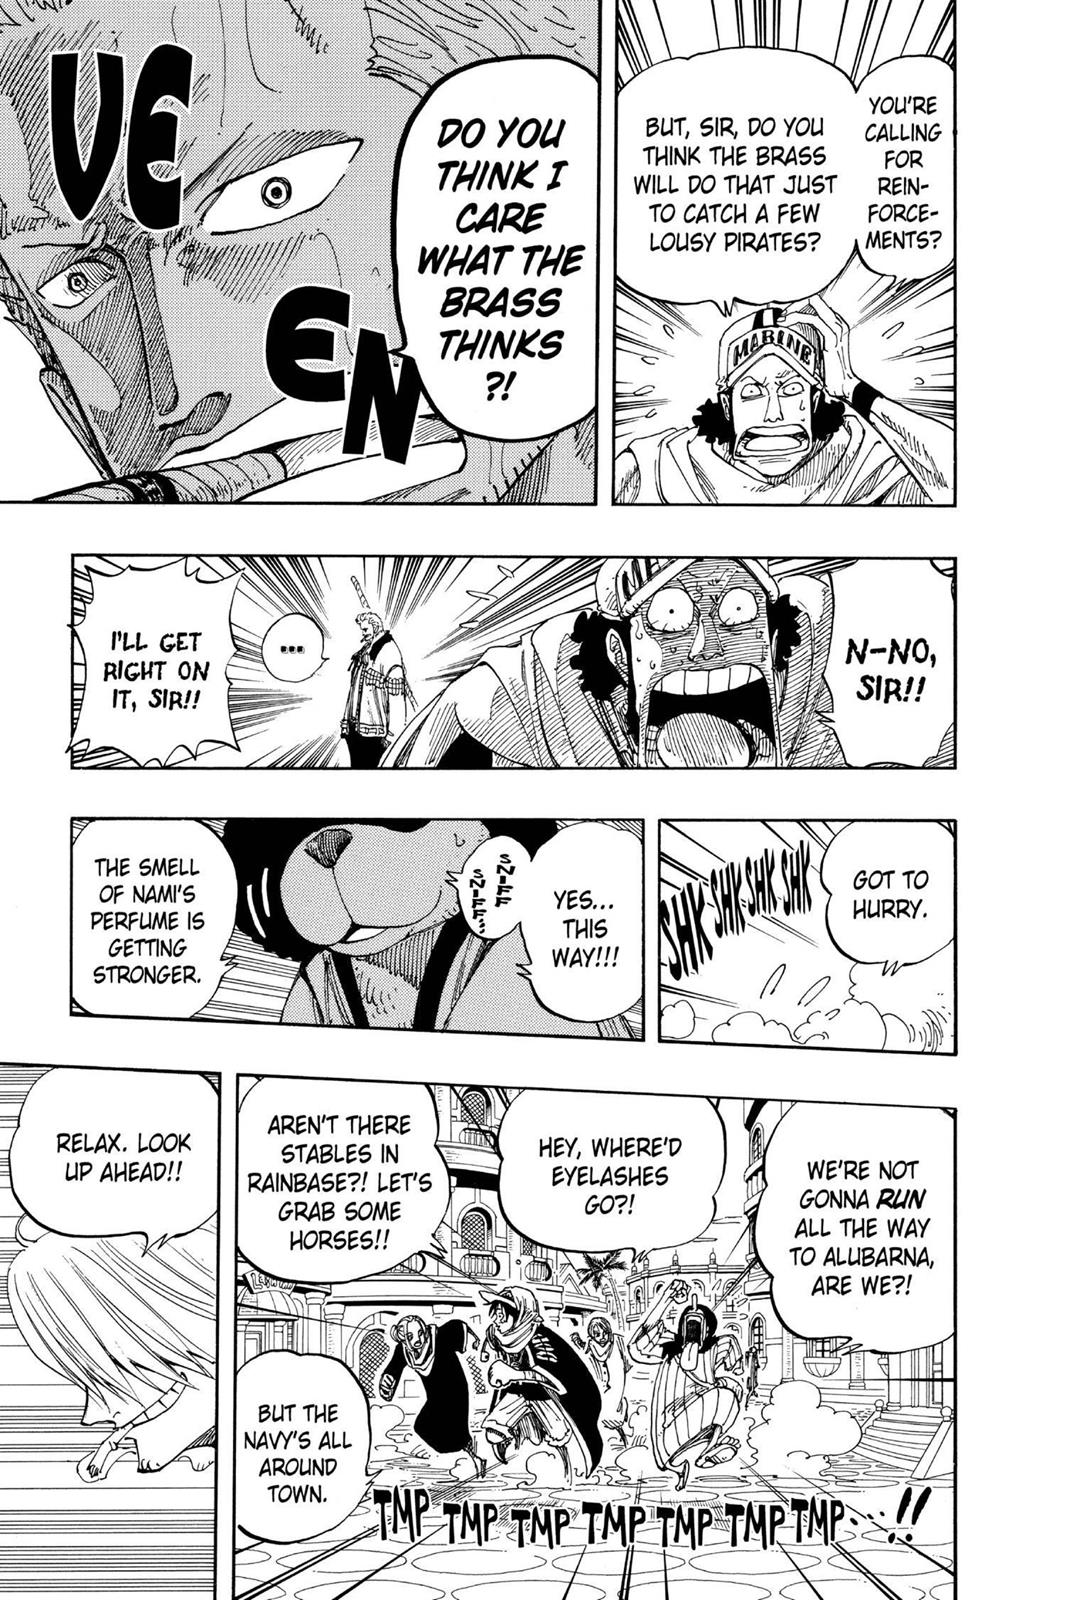 YOU'RE
CALLING
FOR
REIN-
FORCE-
MENTS?
BUT, SIR, DO YOU
THINK THE BRASS
WILL DO THAT JUST
TO CATCH A FEW
LOUSY PIRATES?
MARINE
DO YOU
THINK I
CARE
WHAT THE
BRASS
THINKS
?!
VE
EN
N-NO,
SIR!!
...
I'LL GET
RIGHT ON
IT, SIR!!
GOT TO
HURRY.
SHK SHK SHK SHK
YES...
THIS
WAY!!!
SNIFF
SNIFF...
THE SMELL
OF NAMI'S
PERFUME IS
GETTING
STRONGER.
WE'RE NOT
GONNA RUN
ALL THE WAY
TO ALUBARNA,
ARE WE?!
HEY, WHERE'D
EYELASHES
GO?!
AREN'T THERE
STABLES IN
RAINBASE?! LET'S
GRAB SOME
HORSES!!
BUT THE
NAVY'S ALL
AROUND
TOWN.
TMP TMP TMP TMP TMP TMP TMP...!!
RELAX. LOOK
UP AHEAD!!